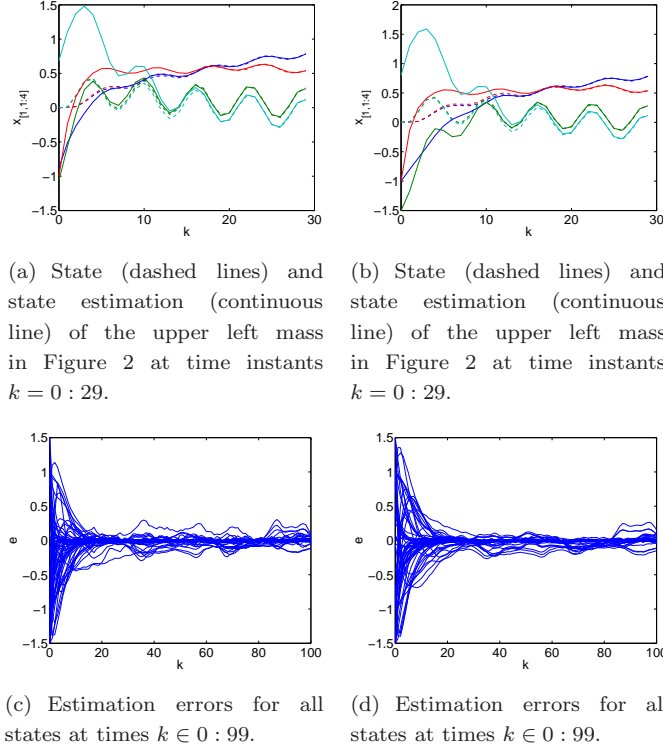 1.5
1
0.5
0
−0.5
−1
−1.5
0 10 20 30
k
x[1,1:4]
2
1.5
1
0.5
0
−0.5
−1
−1.5
0 10 20 30
k
x[1,1:4]
(a) State (dashed lines) and
state estimation (continuous
line) of the upper left mass
in Figure 2 at time instants
k = 0 : 29.
(b) State (dashed lines) and
state estimation (continuous
line) of the upper left mass
in Figure 2 at time instants
k = 0 : 29.
1.5
1
0.5
0
−0.5
−1
−1.5
0 20 40 60 80 100
k
e
1.5
1
0.5
0
−0.5
−1
−1.5
0 20 40 60 80 100
k
e
(c) Estimation errors for all
states at times k ∈ 0 : 99.
(d) Estimation errors for al
states at times k ∈ 0 : 99.